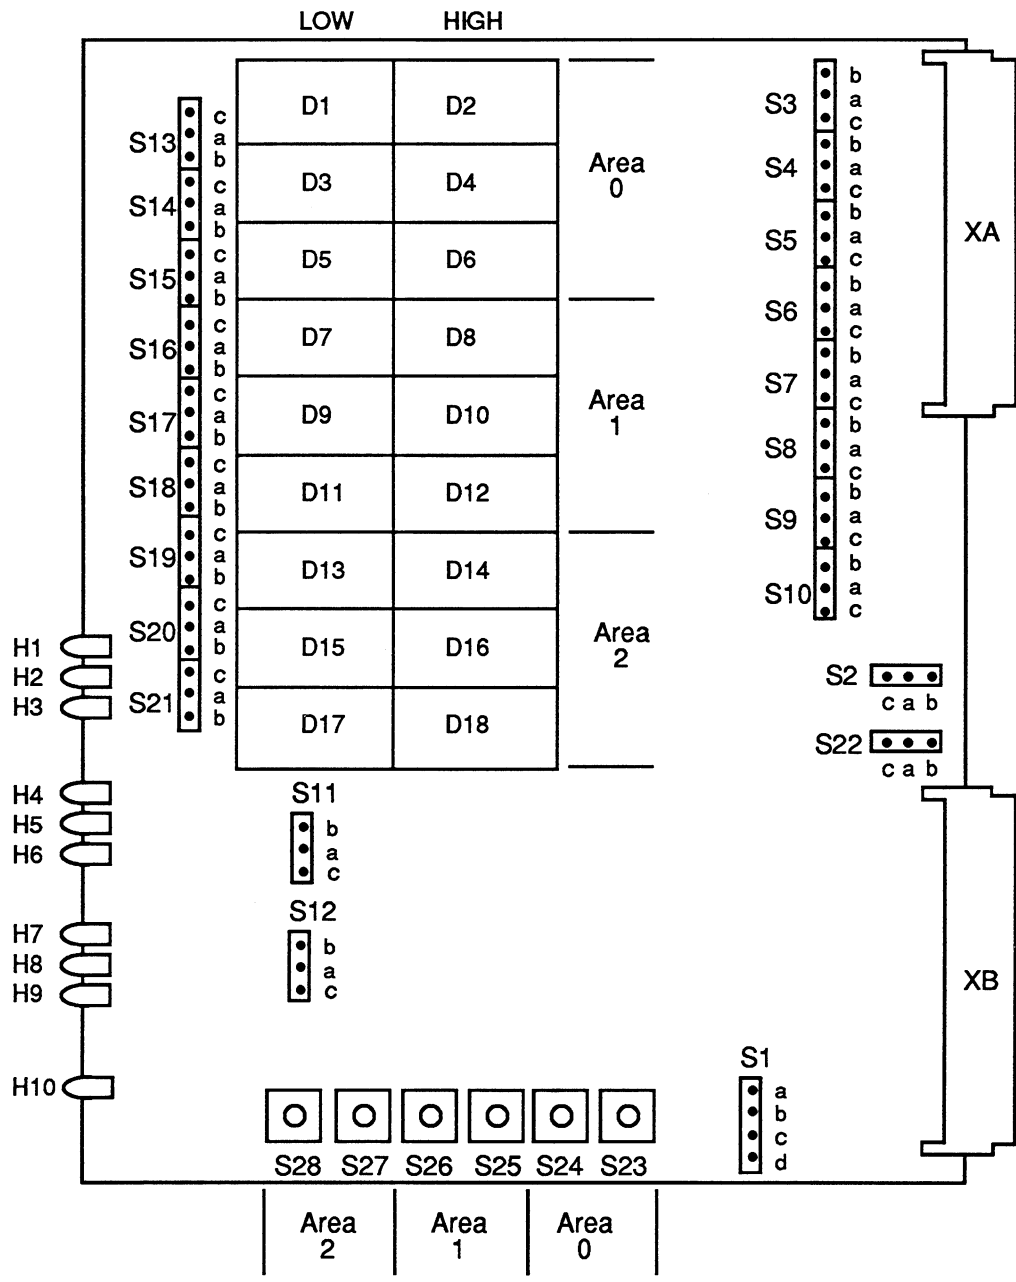 LOW HIGH
D1 D2
D3 D4
D5 D6
D7 D8
D9 D10
D11 D12
D13 D14
D15 D16
D17 D18
Area
0
Area
1
Area
2
S13 c a b
S14 c a b
S15 c a b
S16 c a b
S17 c a b
S18 c a b
S19 c a b
S20 c a b
S21 c a b
S3 b a c
S4 b a c
S5 b a c
S6 b a c
S7 b a c
S8 b a c
S9 b a c
S10 b a c
XA
S2
c a b
S22
c a b
XB
H1
H2
H3
H4
H5
H6
H7
H8
H9
H10
S11
b
a
c
S12
b
a
c
S1
a
b
c
d
S28 S27 S26 S25 S24 S23
Area
2
Area
1
Area
0